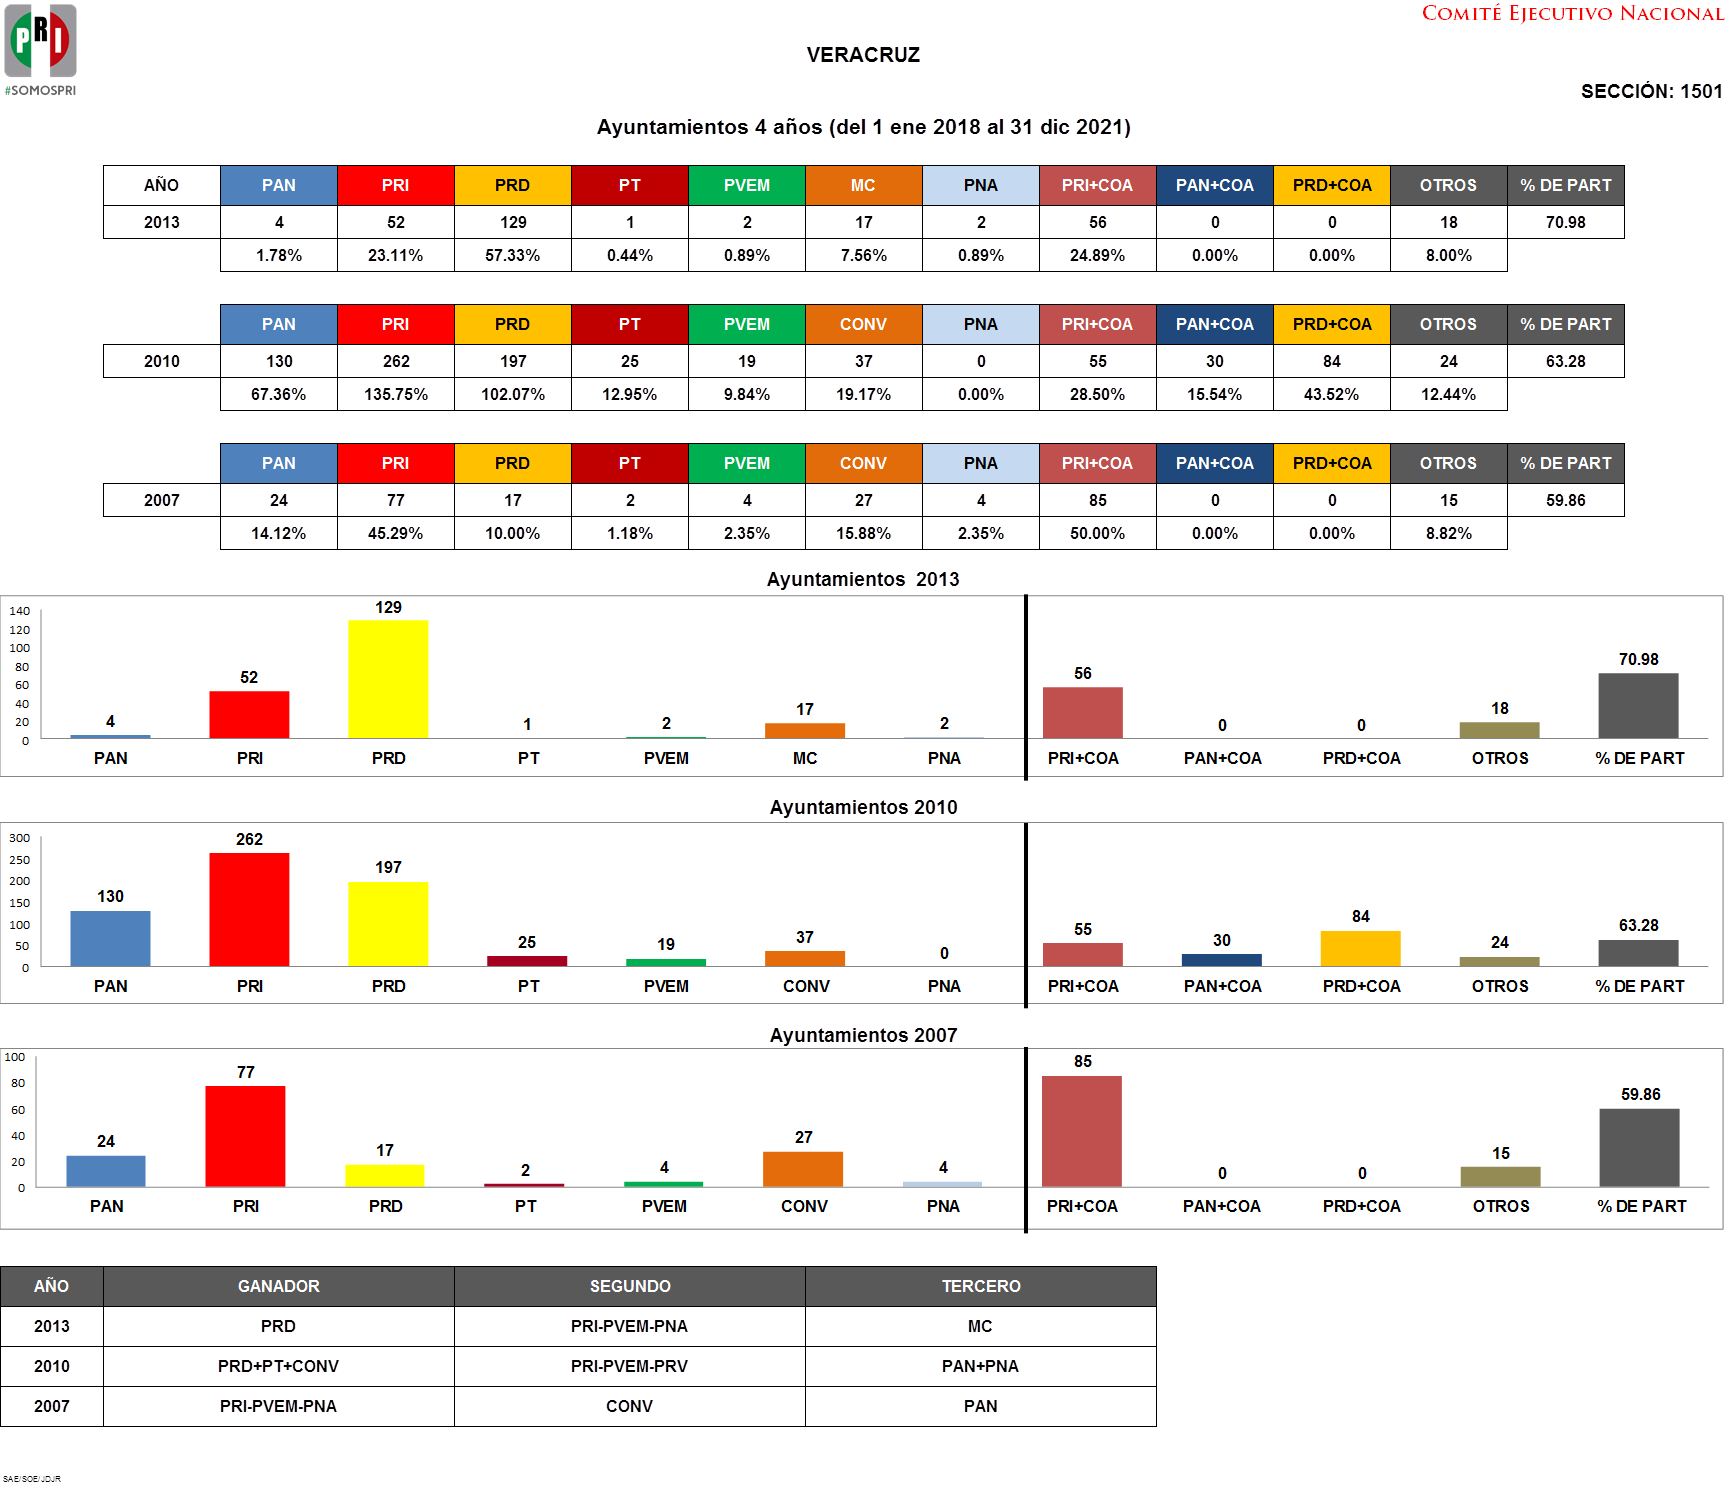 COMITÉ EJECUTIVO NACIONAL
PRI
#SOMOSPRI
VERACRUZ
SECCIÓN: 1501
Ayuntamientos 4 años (del 1 ene 2018 al 31 dic 2021)
AÑO PAN PRI PRD PT PVEM MC PNA PRI+COA PAN+COA PRD+COA OTROS % DE PART
2013 4 52 129 1 2 17 2 56 0 0 18 70.98
1.78% 23.11% 57.33% 0.44% 0.89% 7.56% 0.89% 24.89% 0.00% 0.00% 8.00%
PAN PRI PRD PT PVEM CONV PNA PRI+COA PAN+COA PRD+COA OTROS % DE PART
2010 130 262 197 25 19 37 0 55 30 84 24 63.28
67.36% 135.75% 102.07% 12.95% 9.84% 19.17% 0.00% 28.50% 15.54% 43.52% 12.44%
PAN PRI PRD PT PVEM CONV PNA PRI+COA PAN+COA PRD+COA OTROS % DE PART
2007 24 77 17 2 4 27 4 85 0 0 15 59.86
14.12% 45.29% 10.00% 1.18% 2.35% 15.88% 2.35% 50.00% 0.00% 0.00% 8.82%
Ayuntamientos 2013
140
120
100
80
60
40
20
0
4 52 129 1 2 17 2 56 0 0 18 70.98
PAN PRI PRD PT PVEM MC PNA PRI+COA PAN+COA PRD+COA OTROS % DE PART
Ayuntamientos 2010
300
250
200
150
100
50
0
130 262 197 25 19 37 0 55 30 84 24 63.28
PAN PRI PRD PT PVEM CONV PNA PRI+COA PAN+COA PRD+COA OTROS % DE PART
Ayuntamientos 2007
100
80
60
40
20
0
24 77 17 2 4 27 4 85 0 0 15 59.86
PAN PRI PRD PT PVEM CONV PNA PRI+COA PAN+COA PRD+COA OTROS % DE PART
AÑO GANADOR SEGUNDO TERCERO
2013 PRD PRI-PVEM-PNA MC
2010 PRD+PT+CONV PRI-PVEM-PRV PAN+PNA
2007 PRI-PVEM-PNA CONV PAN
SAE/SOE/JDJR